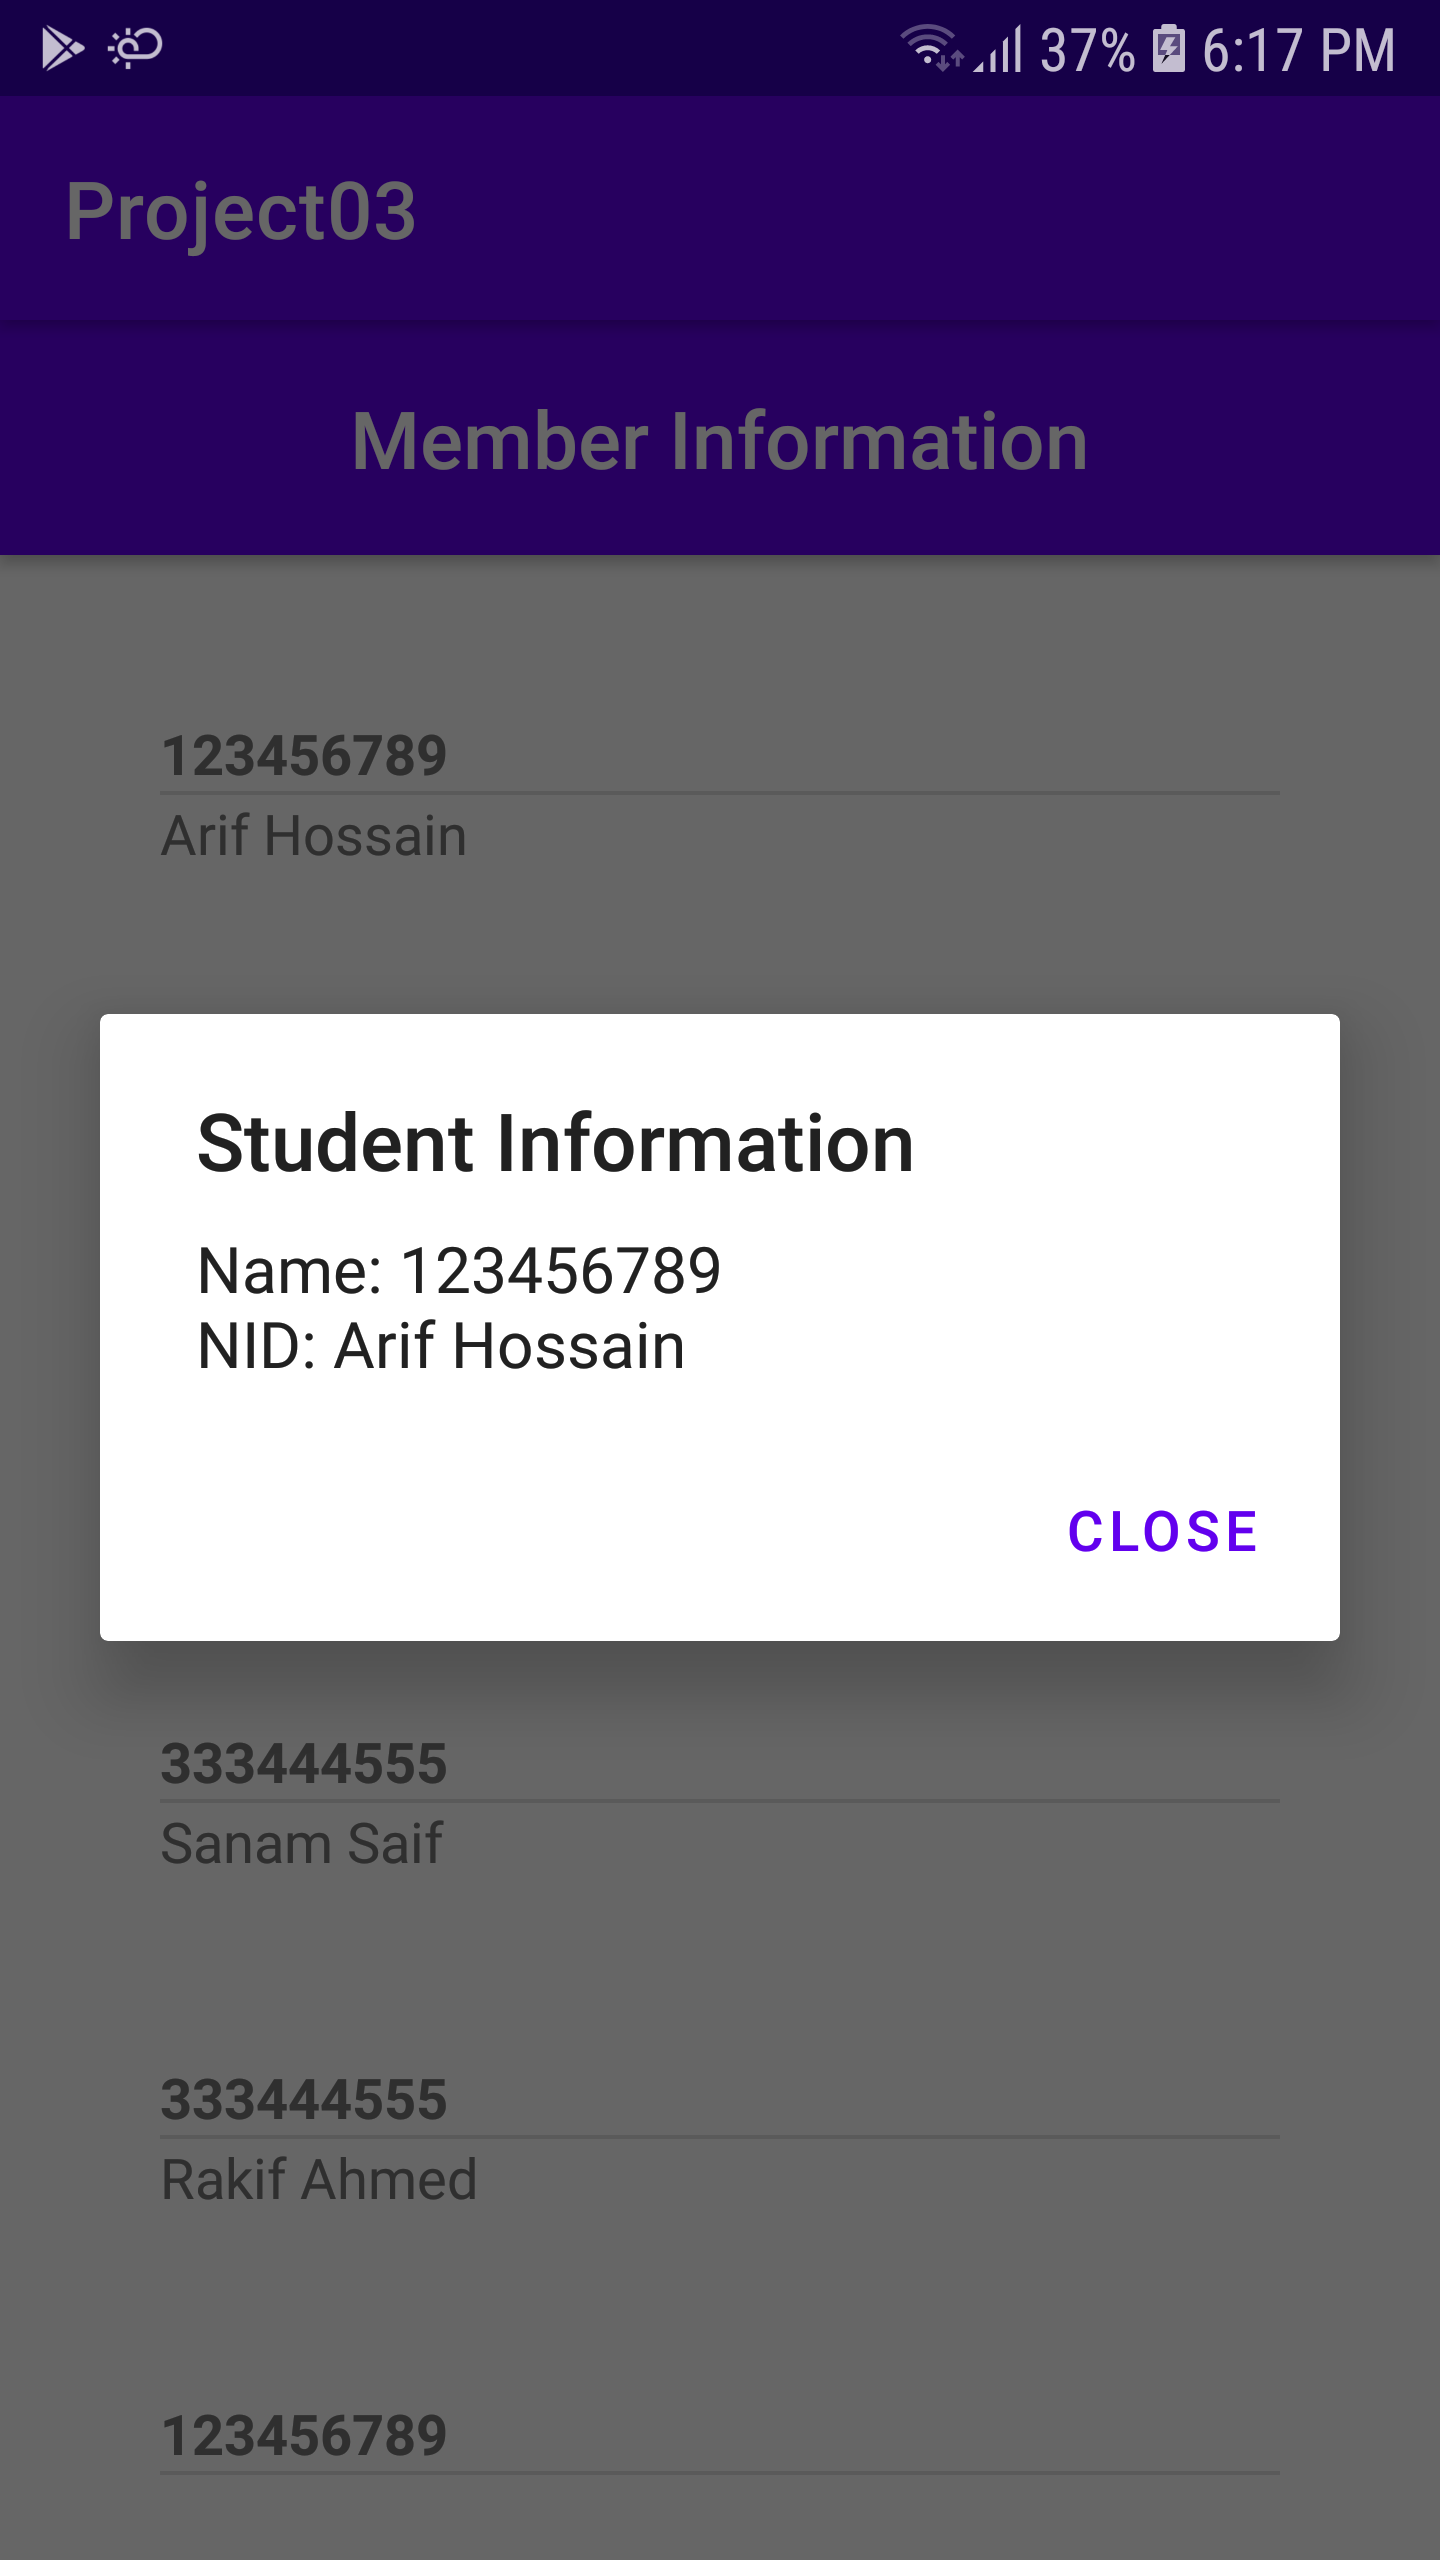 37% 6:17 PM
Project03
Member Information
123456789
Arif Hossain
Student Information
Name: 123456789
NID: Arif Hossain
CLOSE
333444555
Sanam Saif
333444555
Rakif Ahmed
123456789